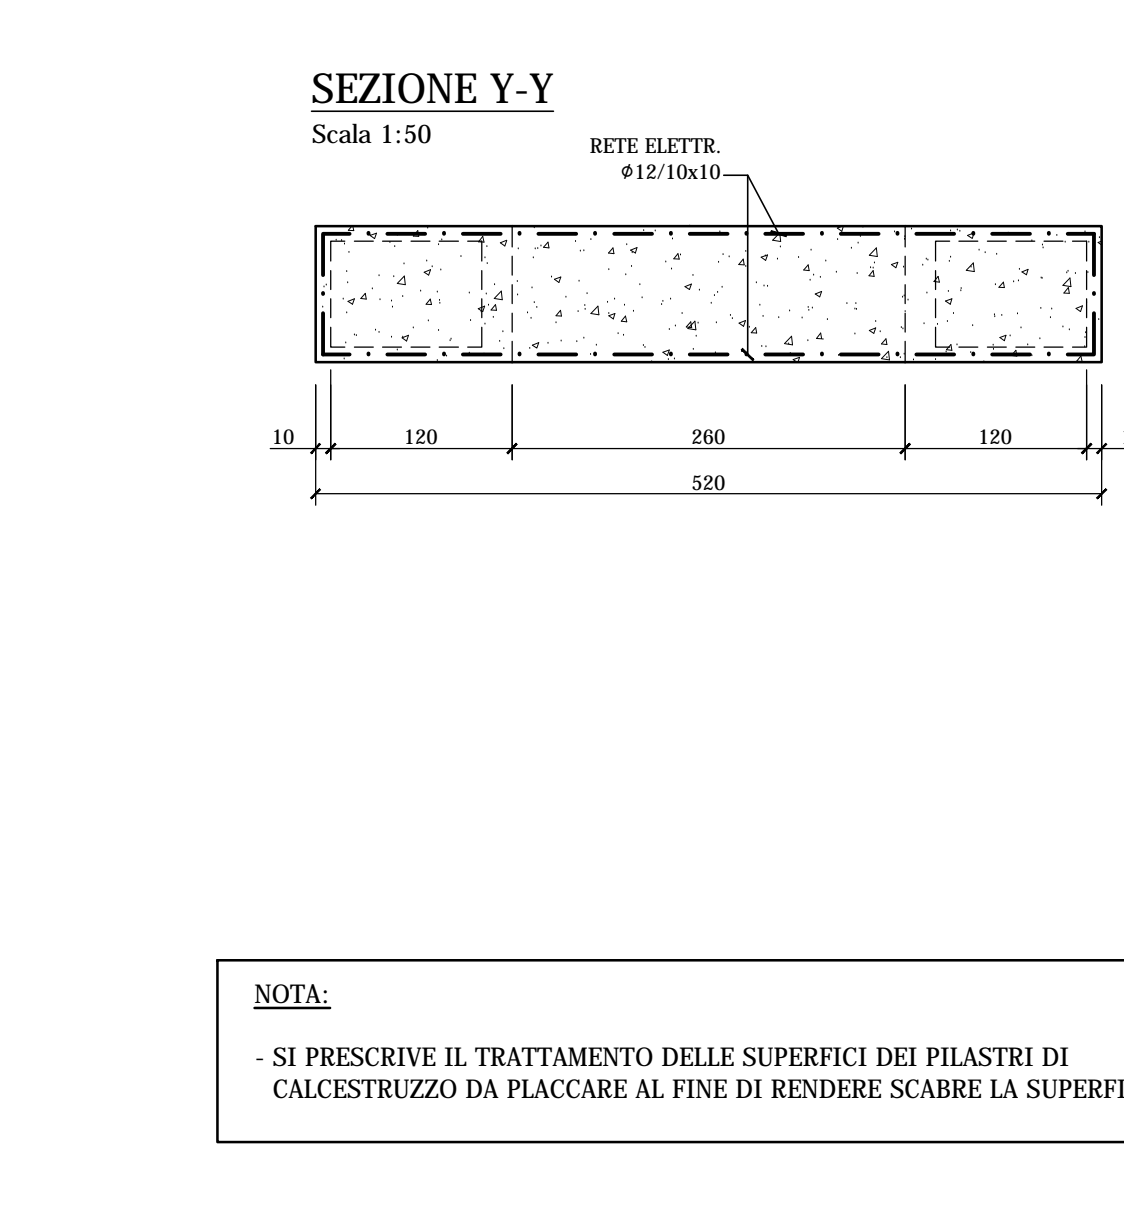 SEZIONE Y-Y
Scala 1:50
RETE ELETTR.
ϕ12/10x10
10 120 260 120
520
NOTA:
- SI PRESCRIVE IL TRATTAMENTO DELLE SUPERFICI DEI PILASTRI DI
CALCESTRUZZO DA PLACCARE AL FINE DI RENDERE SCABRE LA